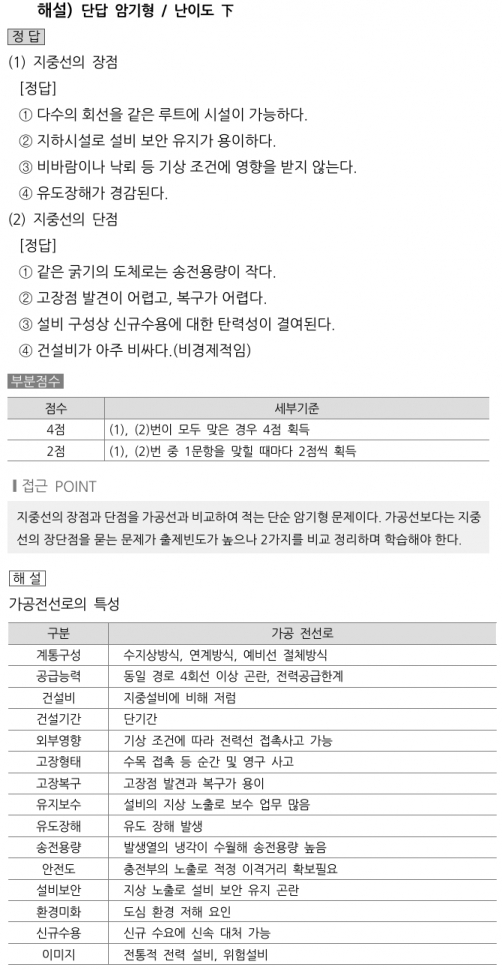 해설) 단답 암기형 / 난이도 下
정 답
(1) 지중선의 장점
[정답]
① 다수의 회선을 같은 루트에 시설이 가능하다.
② 지하시설로 설비 보안 유지가 용이하다.
③ 비바람이나 낙뢰 등 기상 조건에 영향을 받지 않는다.
④ 유도장해가 경감된다.
(2) 지중선의 단점
[정답]
① 같은 굵기의 도체로는 송전용량이 작다.
② 고장점 발견이 어렵고, 복구가 어렵다.
③ 설비 구성상 신규수용에 대한 탄력성이 결여된다.
④ 건설비가 아주 비싸다.(비경제적임)
부분점수
점수 세부기준
4점 (1), (2)번이 모두 맞은 경우 4점 획득
2점 (1), (2)번 중 1문항을 맞힐 때마다 2점씩 획득
접근 POINT
지중선의 장점과 단점을 가공선과 비교하여 적는 단순 암기형 문제이다. 가공선보다는 지중
선의 장단점을 묻는 문제가 출제빈도가 높으나 2가지를 비교 정리하며 학습해야 한다.
해 설
가공전선로의 특성
구분 가공 전선로
계통구성 수지상방식, 연계방식, 예비선 절체방식
공급능력 동일 경로 4회선 이상 곤란, 전력공급한계
건설비 지중설비에 비해 저럼
건설기간 단기간
외부영향 기상 조건에 따라 전력선 접촉사고 가능
고장형태 수목 접촉 등 순간 및 영구 사고
고장복구 고장점 발견과 복구가 용이
유지보수 설비의 지상 노출로 보수 업무 많음
유도장해 유도 장해 발생
송전용량 발생열의 냉각이 수월해 송전용량 높음
안전도 충전부의 노출로 적정 이격거리 확보필요
설비보안 지상 노출로 설비 보안 유지 곤란
환경미화 도심 환경 저해 요인
신규수용 신규 수요에 신속 대처 가능
이미지 전통적 전력 설비, 위험설비